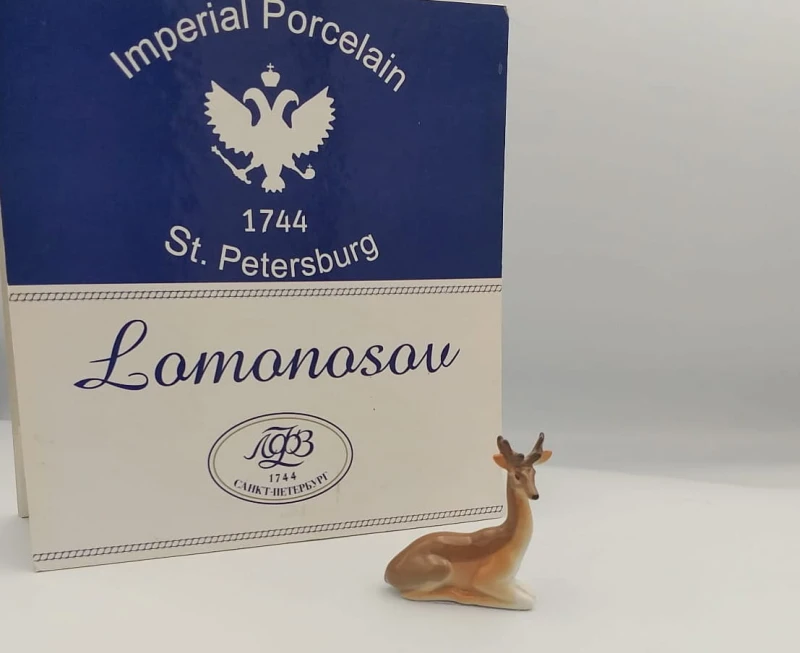 Imperial Porcelain
1744
St. Petersburg
Lomonosov
ЛФЗ
1744
САНКТ-ПЕТЕРБУРГ